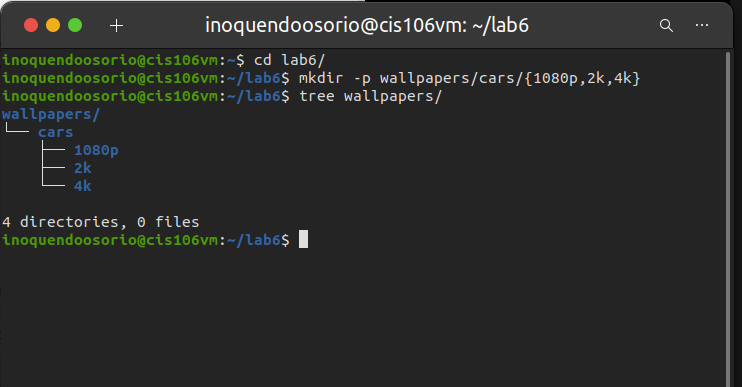 inoquendoosorio@cis106vm: ~/lab6
inoquendoosorio@cis106vm:~$ cd lab6/
inoquendoosorio@cis106vm:~/lab6$ mkdir -p wallpapers/cars/{1080p,2k,4k}
inoquendoosorio@cis106vm:~/lab6$ tree wallpapers/
wallpapers/
└── cars
    ├── 1080p
    ├── 2k
    └── 4k
4 directories, 0 files
inoquendoosorio@cis106vm:~/lab6$